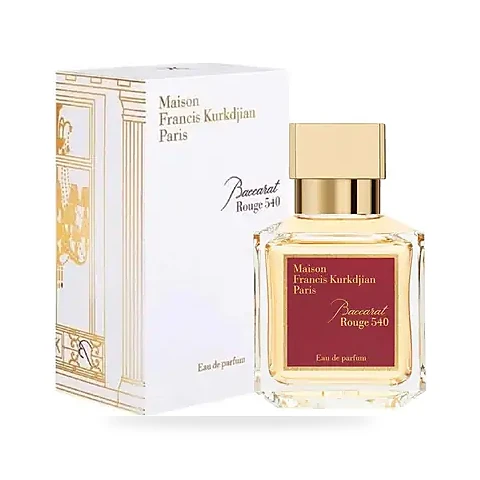 Maison
Francis Kurkdjian
Paris
Baccarat
Rouge 540
Eau de parfum
Maison
Francis Kurkdjian
Paris
Baccarat
Rouge 540
Eau de parfum